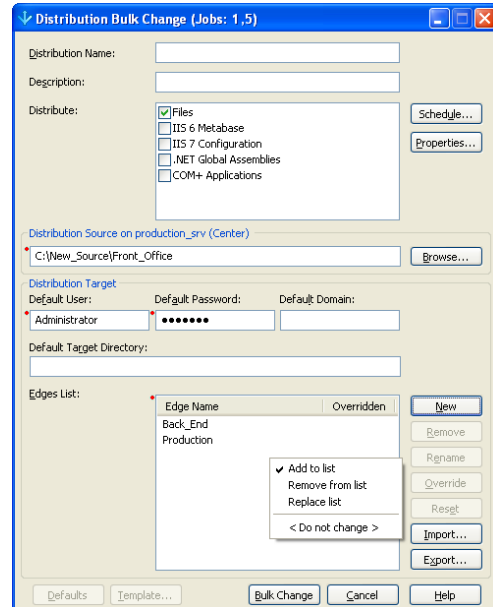 Distribution Bulk Change (Jobs: 1,5)
Distribution Name:
Description:
Distribute:
Files
IIS 6 Metabase
IIS 7 Configuration
.NET Global Assemblies
COM+ Applications
Schedule...
Properties...
Distribution Source on production_srv (Center)
C:\New_Source\Front_Office
Browse...
Distribution Target
Default User: Default Password: Default Domain:
Administrator •••••••
Default Target Directory:
Edges List:
Edge Name Overridden
Back_End
Production
Add to list
Remove from list
Replace list
< Do not change >
New
Remove
Rename
Override
Reset
Import...
Export...
Defaults Template... Bulk Change Cancel Help